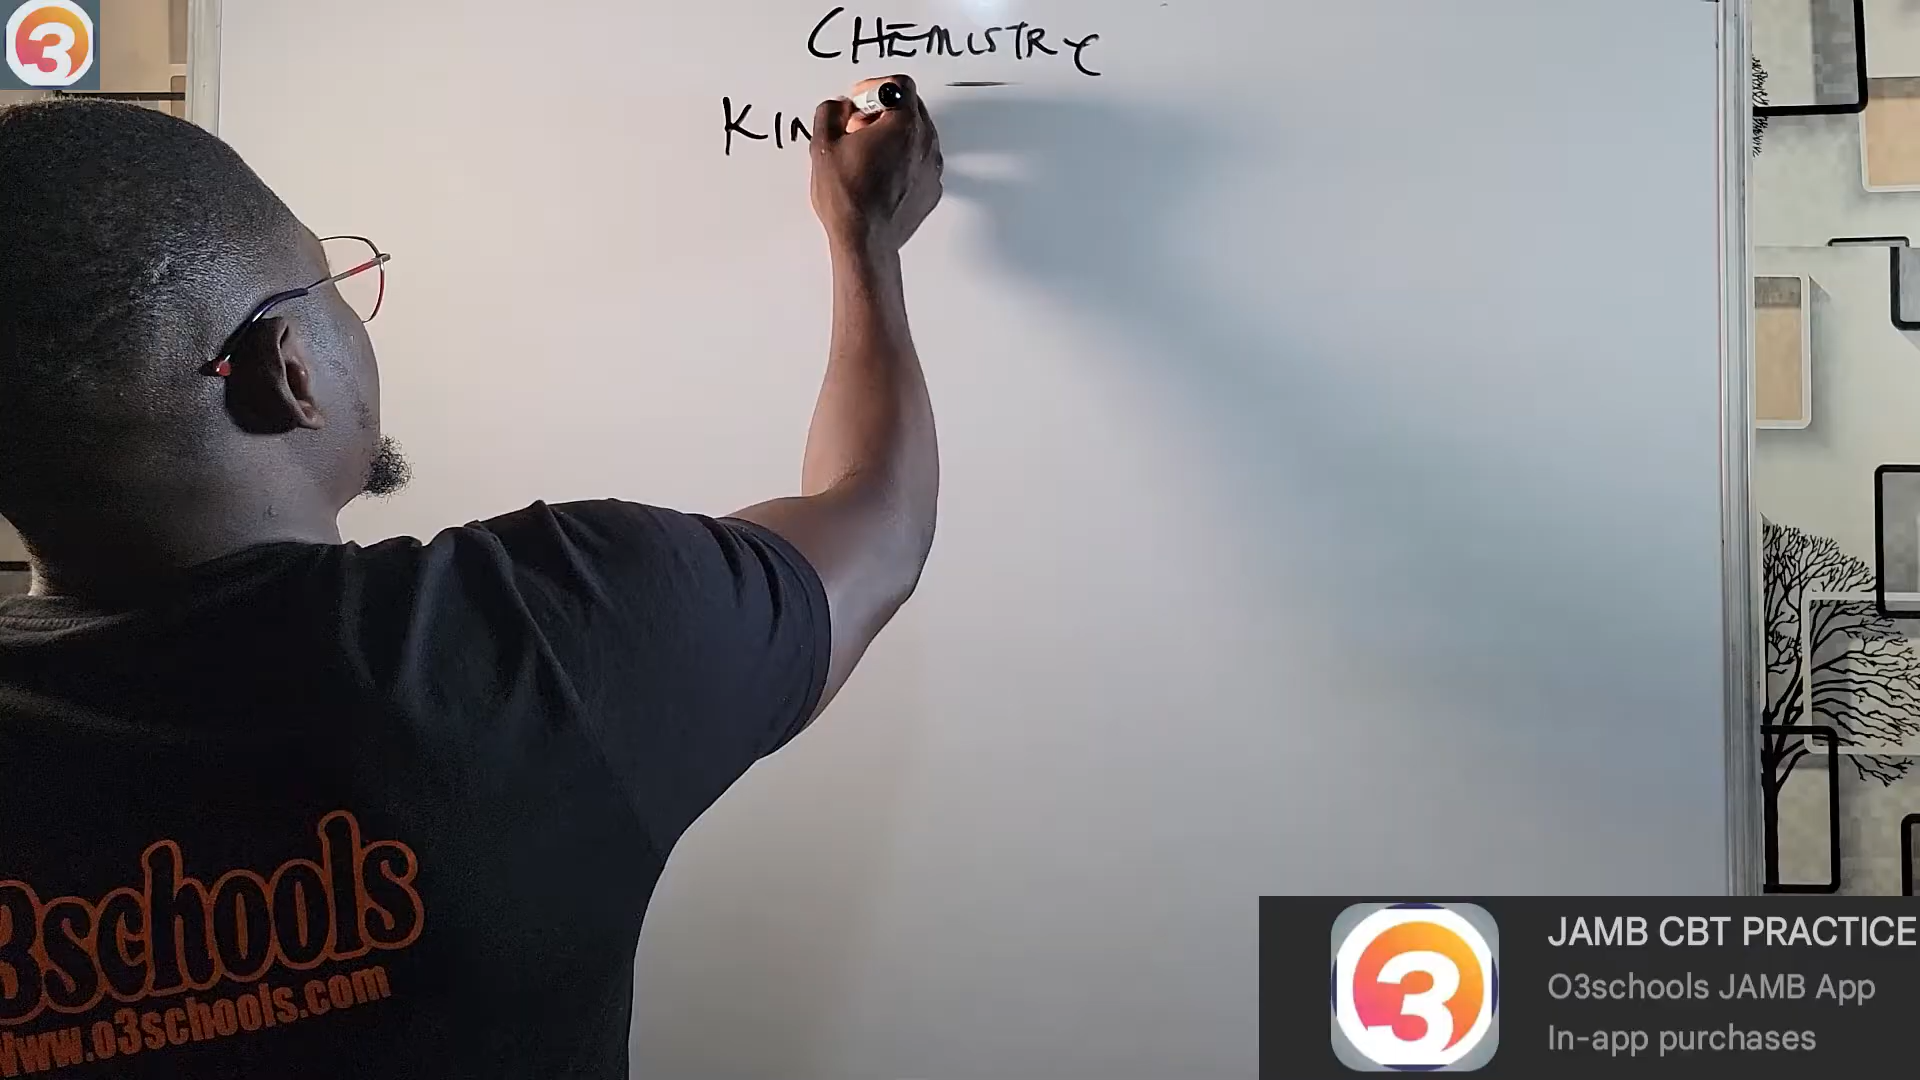 3
CHEMISTRY
KIN
3schools
www.o3schools.com
3
JAMB CBT PRACTICE
O3schools JAMB App
In-app purchases